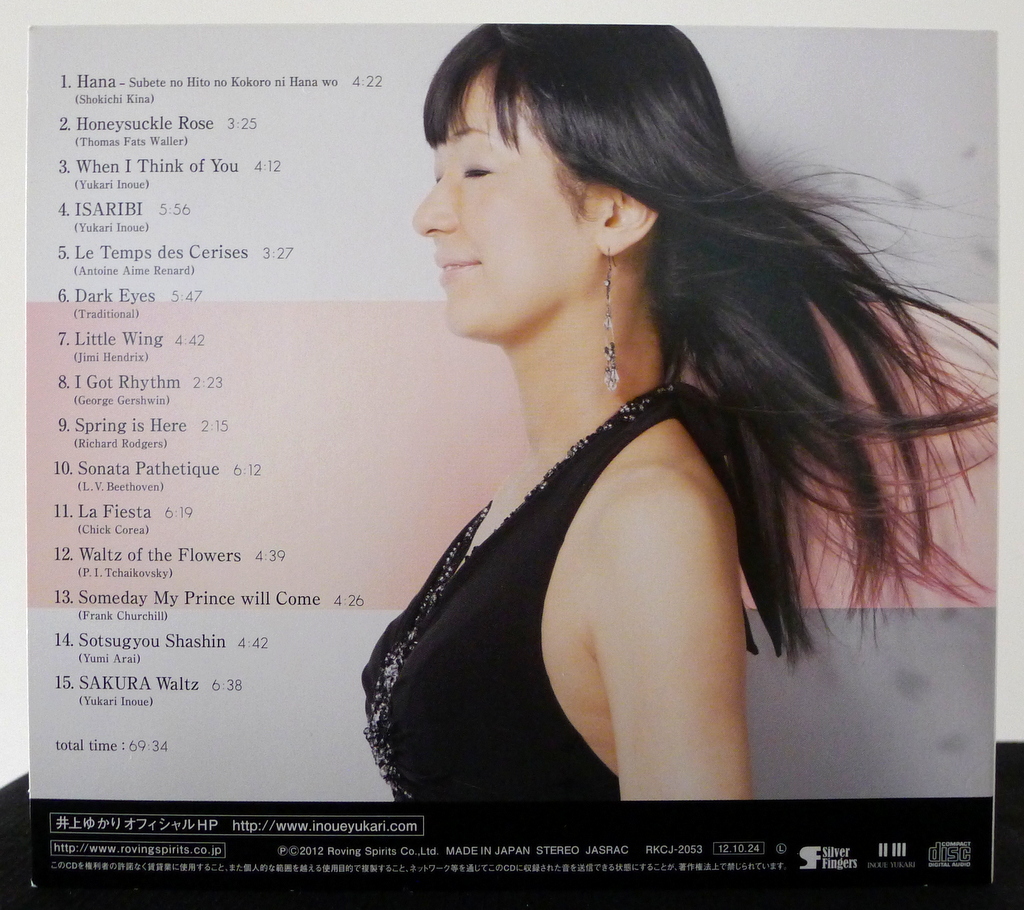 1. Hana – Subete no Hito no Kokoro ni Hana wo 4:22
(Shokichi Kina)
2. Honeysuckle Rose 3:25
(Thomas Fats Waller)
3. When I Think of You 4:12
(Yukari Inoue)
4. ISARIBI 5:56
(Yukari Inoue)
5. Le Temps des Cerises 3:27
(Antoine Aime Renard)
6. Dark Eyes 5:47
(Traditional)
7. Little Wing 4:42
(Jimi Hendrix)
8. I Got Rhythm 2:23
(George Gershwin)
9. Spring is Here 2:15
(Richard Rodgers)
10. Sonata Pathetique 6:12
(L.V. Beethoven)
11. La Fiesta 6:19
(Chick Corea)
12. Waltz of the Flowers 4:39
(P. I. Tchaikovsky)
13. Someday My Prince will Come 4:26
(Frank Churchill)
14. Sotsugyou Shashin 4:42
(Yumi Arai)
15. SAKURA Waltz 6:38
(Yukari Inoue)
total time : 69:34
井上ゆかりオフィシャルHP http://www.inoueyukari.com
http://www.rovingspirits.co.jp ℗©2012 Roving Spirits Co.,Ltd. MADE IN JAPAN STEREO JASRAC RKCJ-2053 12.10.24 Ⓛ
このCDを権利者の許諾なく賃貸業に使用すること、また個人的な範囲を越える使用目的で複製すること、ネットワーク等を通じてこのCDに収録された音を送信できる状態にすることが、著作権法上で禁じられています。
Silver Fingers
INOUE YUKARI
COMPACT disc DIGITAL AUDIO